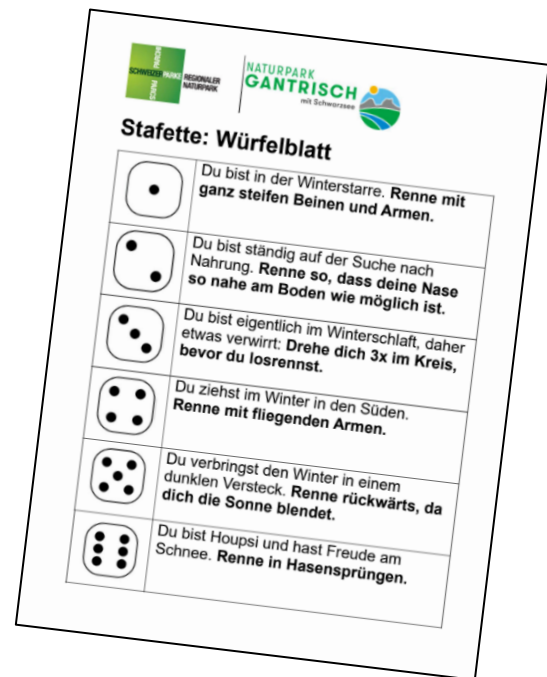 SCHWEIZER PÄRKE
PARCS SUISSES
REGIONALER
NATURPARK
NATURPARK
GANTRISCH
mit Schwarzsee
Stafette: Würfelblatt
Du bist in der Winterstarre. Renne mit
ganz steifen Beinen und Armen.
Du bist ständig auf der Suche nach
Nahrung. Renne so, dass deine Nase
so nahe am Boden wie möglich ist.
Du bist eigentlich im Winterschlaft, daher
etwas verwirrt: Drehe dich 3x im Kreis,
bevor du losrennst.
Du ziehst im Winter in den Süden.
Renne mit fliegenden Armen.
Du verbringst den Winter in einem
dunklen Versteck. Renne rückwärts, da
dich die Sonne blendet.
Du bist Houpsi und hast Freude am
Schnee. Renne in Hasensprüngen.